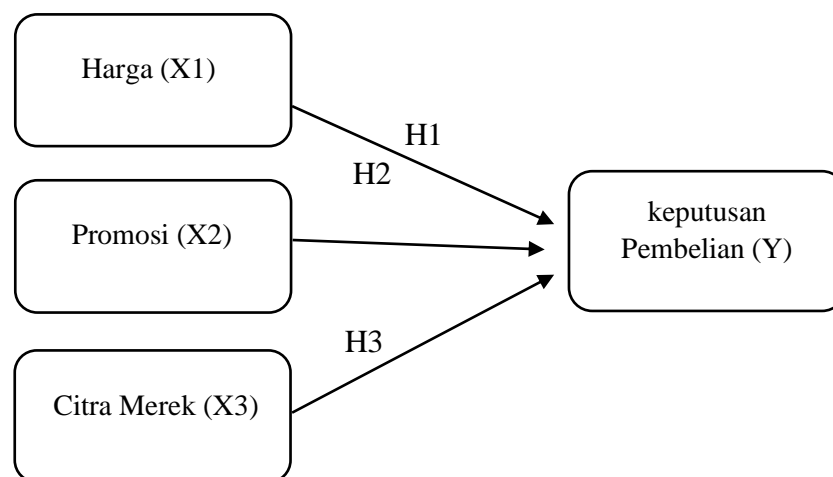 Harga (X1)
H1
H2
Promosi (X2)
keputusan
Pembelian (Y)
H3
Citra Merek (X3)